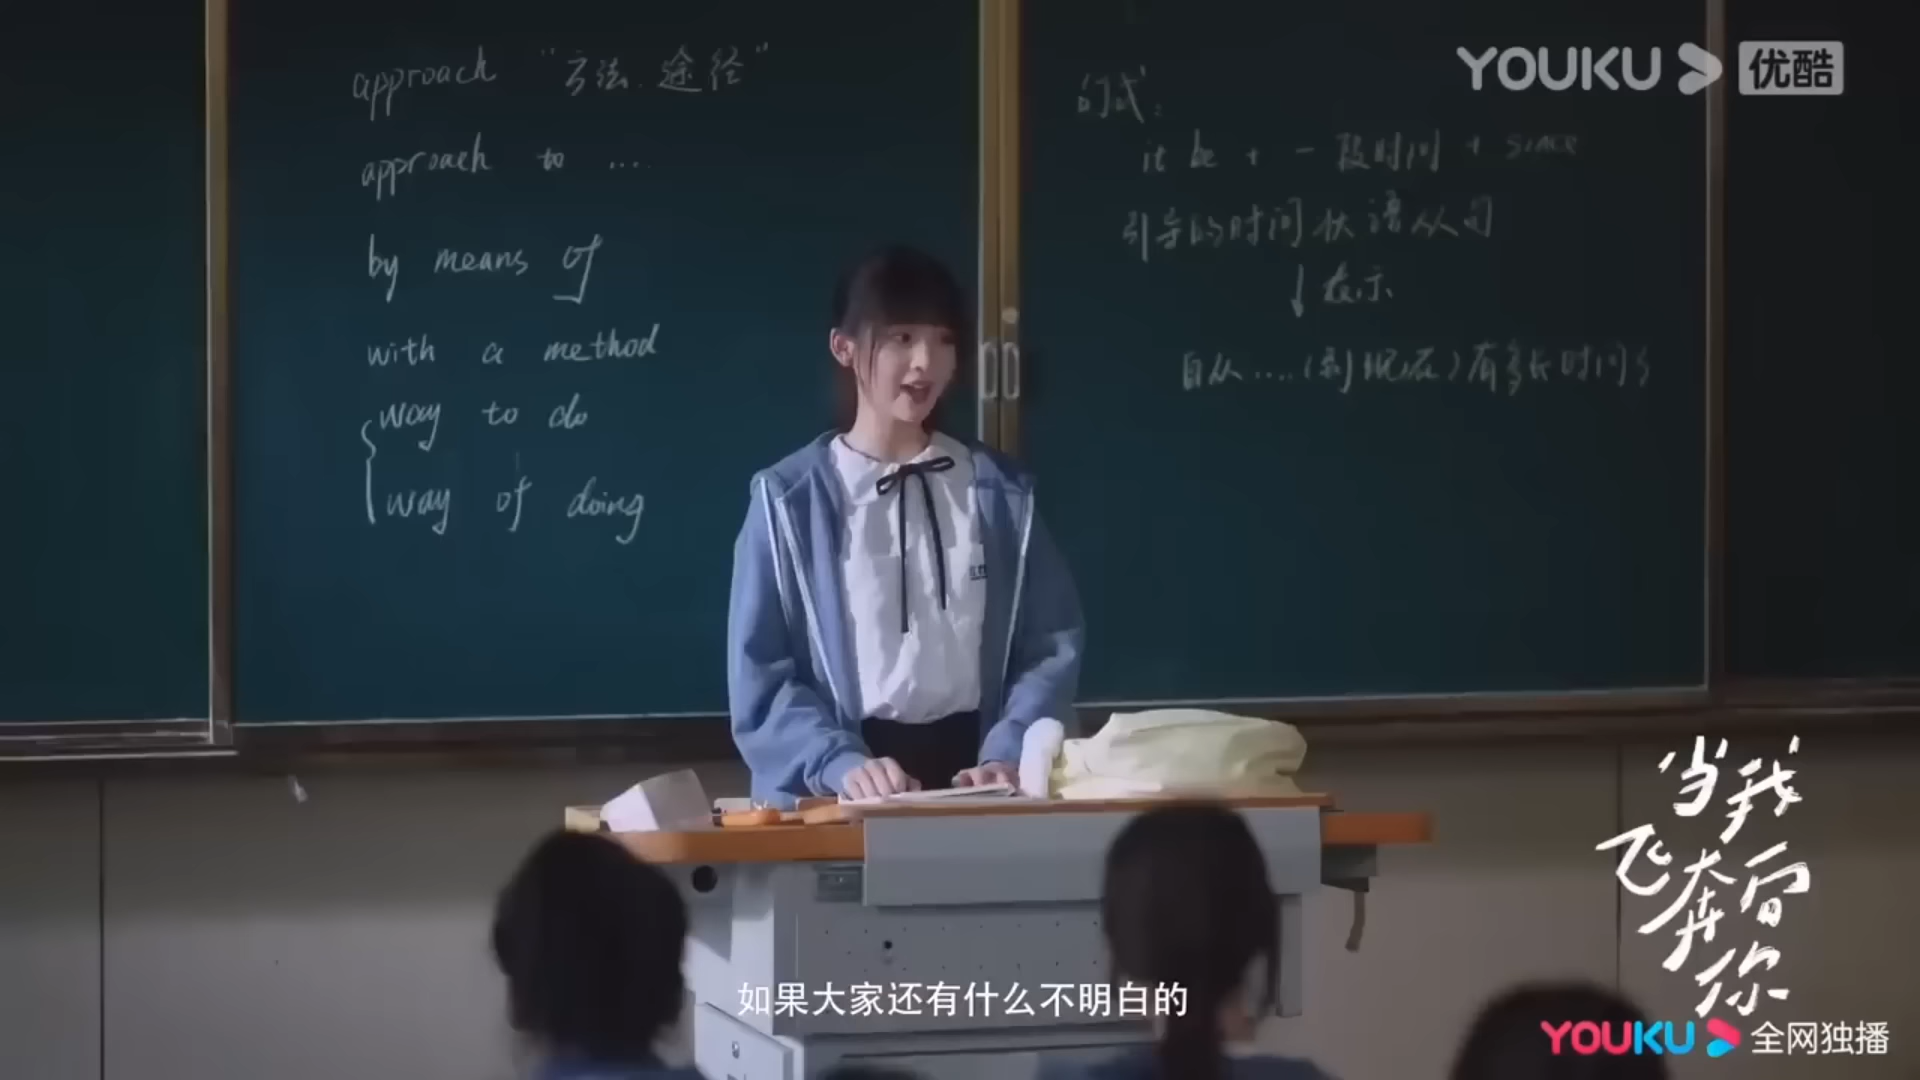 approach “方法.途径”
approach to ....
by means of
with a method
way to do
way of doing
句式:
it be + 一段时间 + since
引导的时间状语从句
↓表示
自从....(到现在)有多长时间了
YOUKU 优酷
当我
飞奔向
你
如果大家还有什么不明白的
YOUKU 全网独播